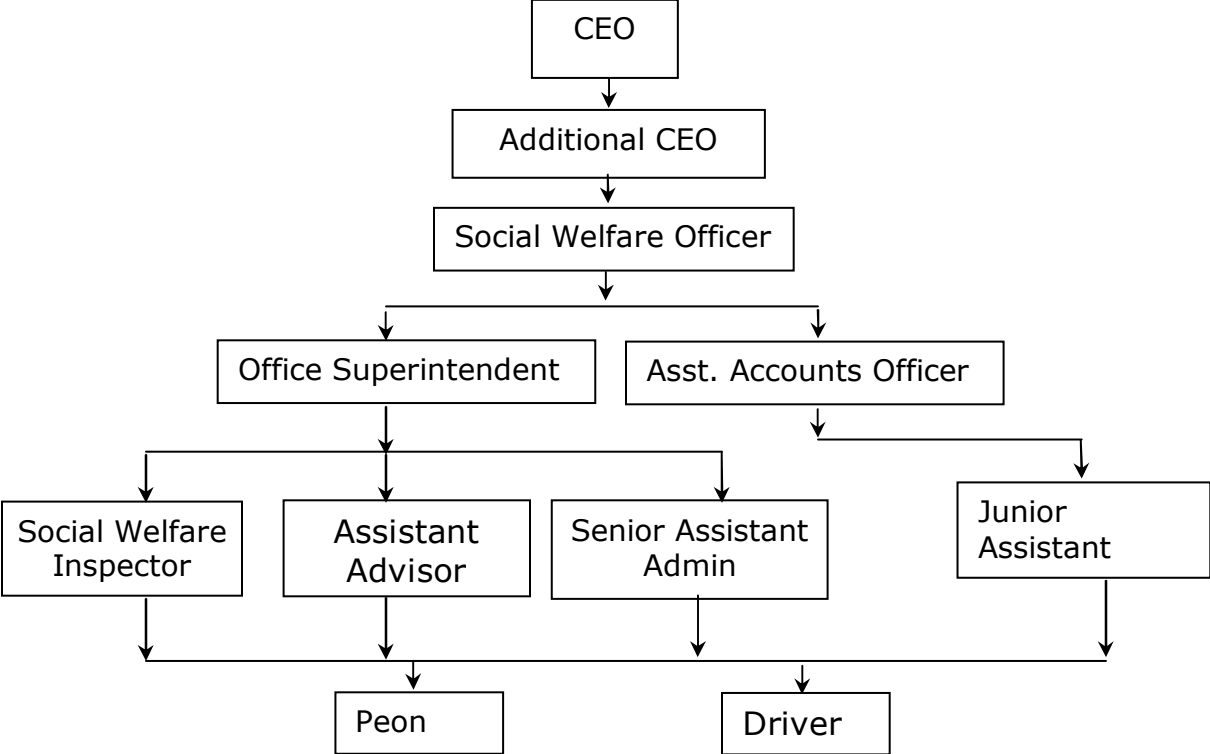 CEO
Additional CEO
Social Welfare Officer
Office Superintendent
Asst. Accounts Officer
Social Welfare
Inspector
Assistant
Advisor
Senior Assistant
Admin
Junior
Assistant
Peon
Driver